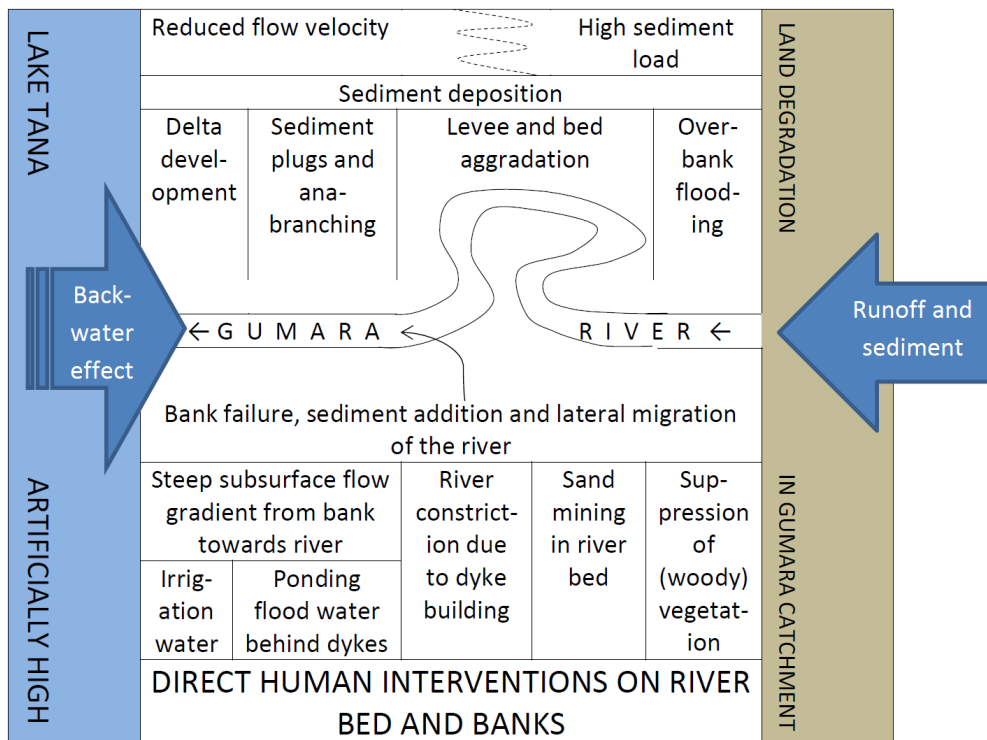 Reduced flow velocity
High sediment
load
Sediment deposition
Delta
devel-
opment
Sediment
plugs and
ana-
branching
Levee and bed
aggradation
Over-
bank
flood-
ing
LAKE TANA
ARTIFICIALLY HIGH
Back-
water
effect
← G U M A R A
R I V E R ←
Runoff and
sediment
LAND DEGRADATION
IN GUMARA CATCHMENT
Bank failure, sediment addition and lateral migration
of the river
Steep subsurface flow
gradient from bank
towards river
Irrig-
ation
water
Ponding
flood water
behind dykes
River
constrict-
ion due
to dyke
building
Sand
mining
in river
bed
Sup-
pression
of
(woody)
vegetat-
ion
DIRECT HUMAN INTERVENTIONS ON RIVER
BED AND BANKS